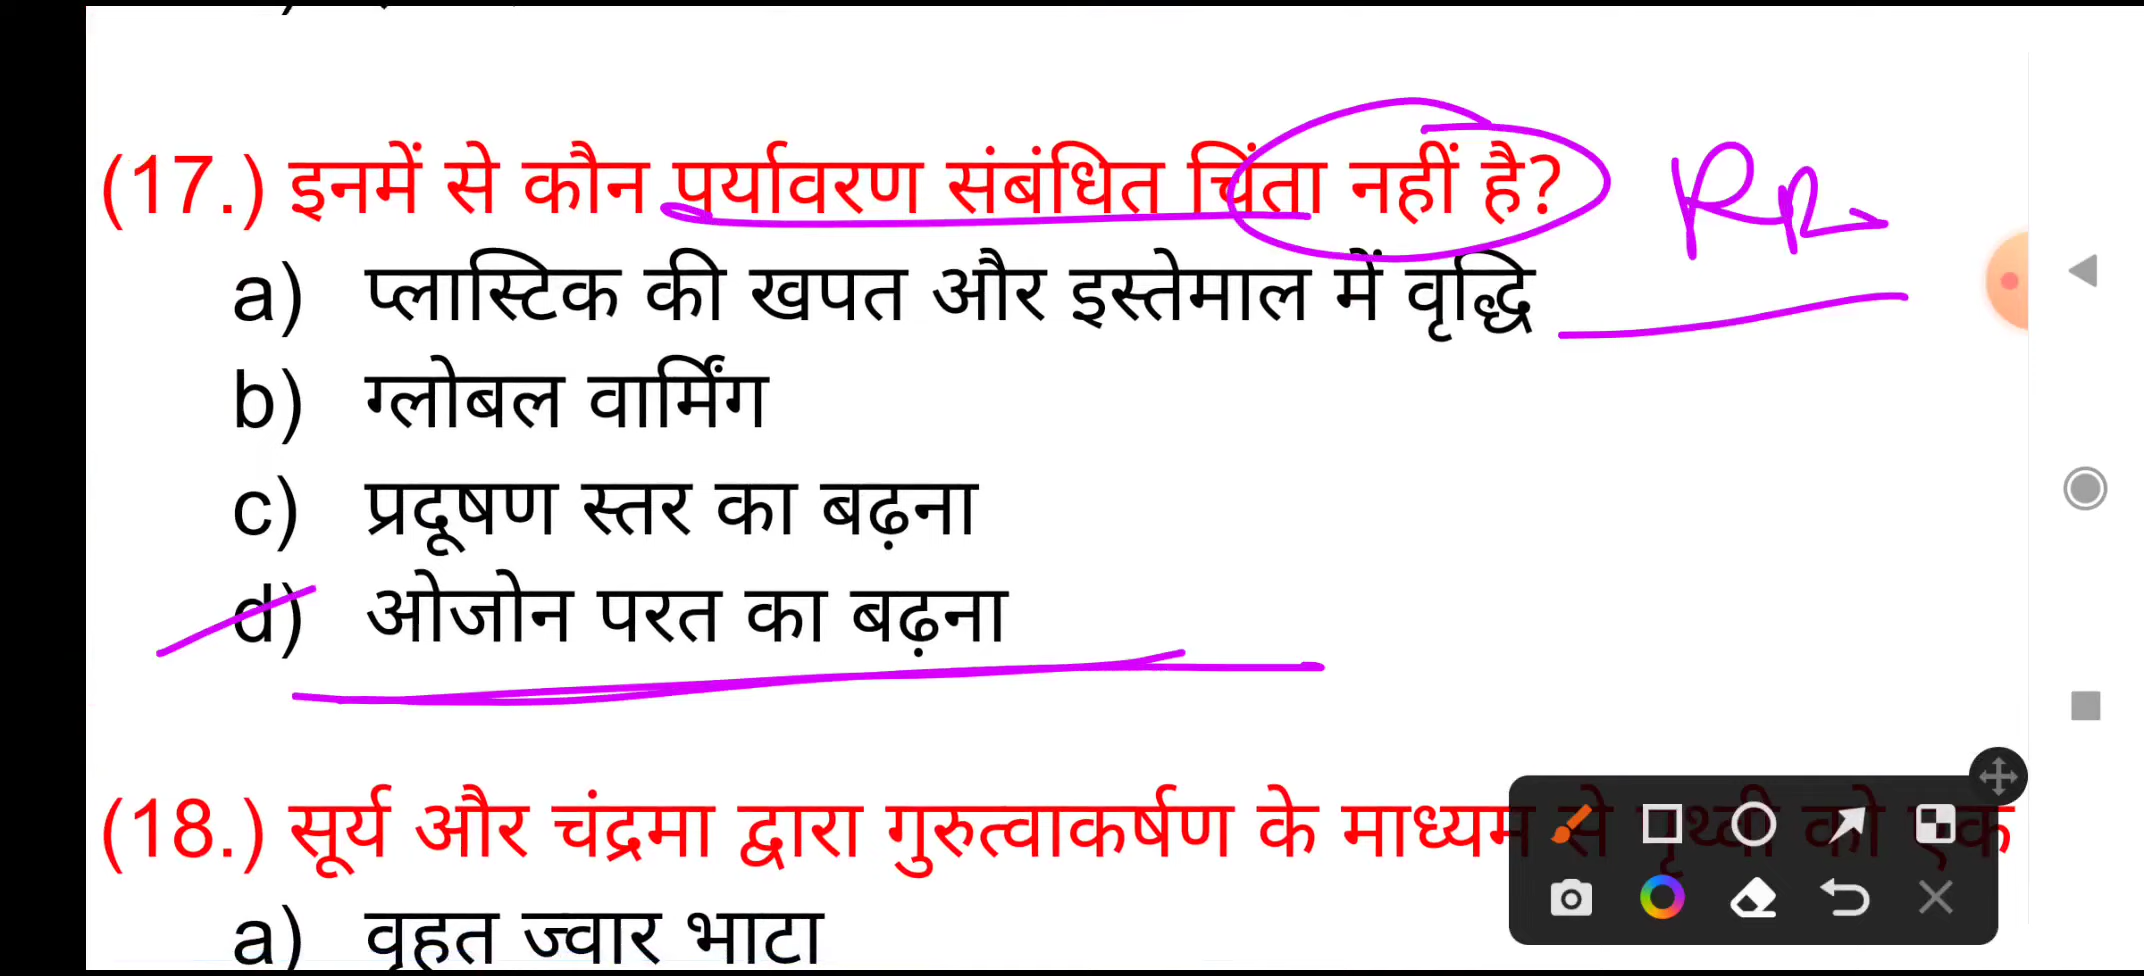 (17.) इनमें से कौन पर्यावरण संबंधित चिंता नहीं है?
a) प्लास्टिक की खपत और इस्तेमाल में वृद्धि
b) ग्लोबल वार्मिंग
c) प्रदूषण स्तर का बढ़ना
d) ओजोन परत का बढ़ना
(18.) सूर्य और चंद्रमा द्वारा गुरुत्वाकर्षण के माध्यम से पृथ्वी को एक
a) वृहत ज्वार भाटा